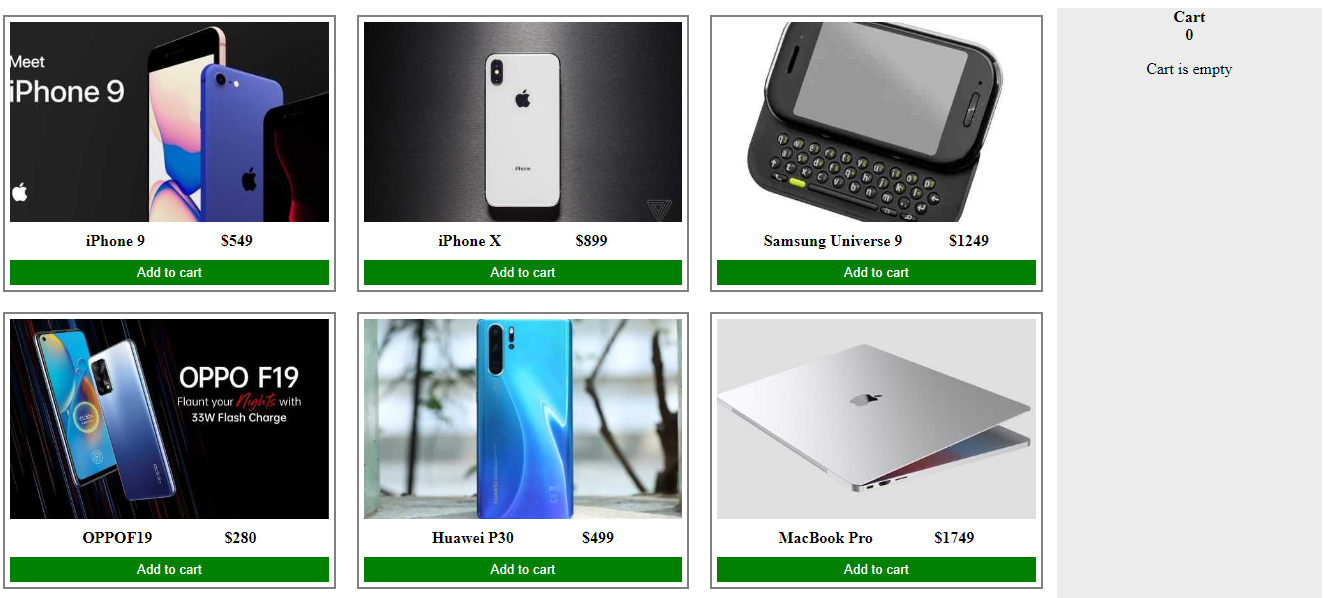 Meet
iPhone 9
iPhone 9 $549
Add to cart
iPhone
iPhone X $899
Add to cart
Samsung Universe 9 $1249
Add to cart
OPPO F19
Flaunt your Nights with
33W Flash Charge
OPPOF19 $280
Add to cart
Huawei P30 $499
Add to cart
MacBook Pro $1749
Add to cart
Cart
0
Cart is empty